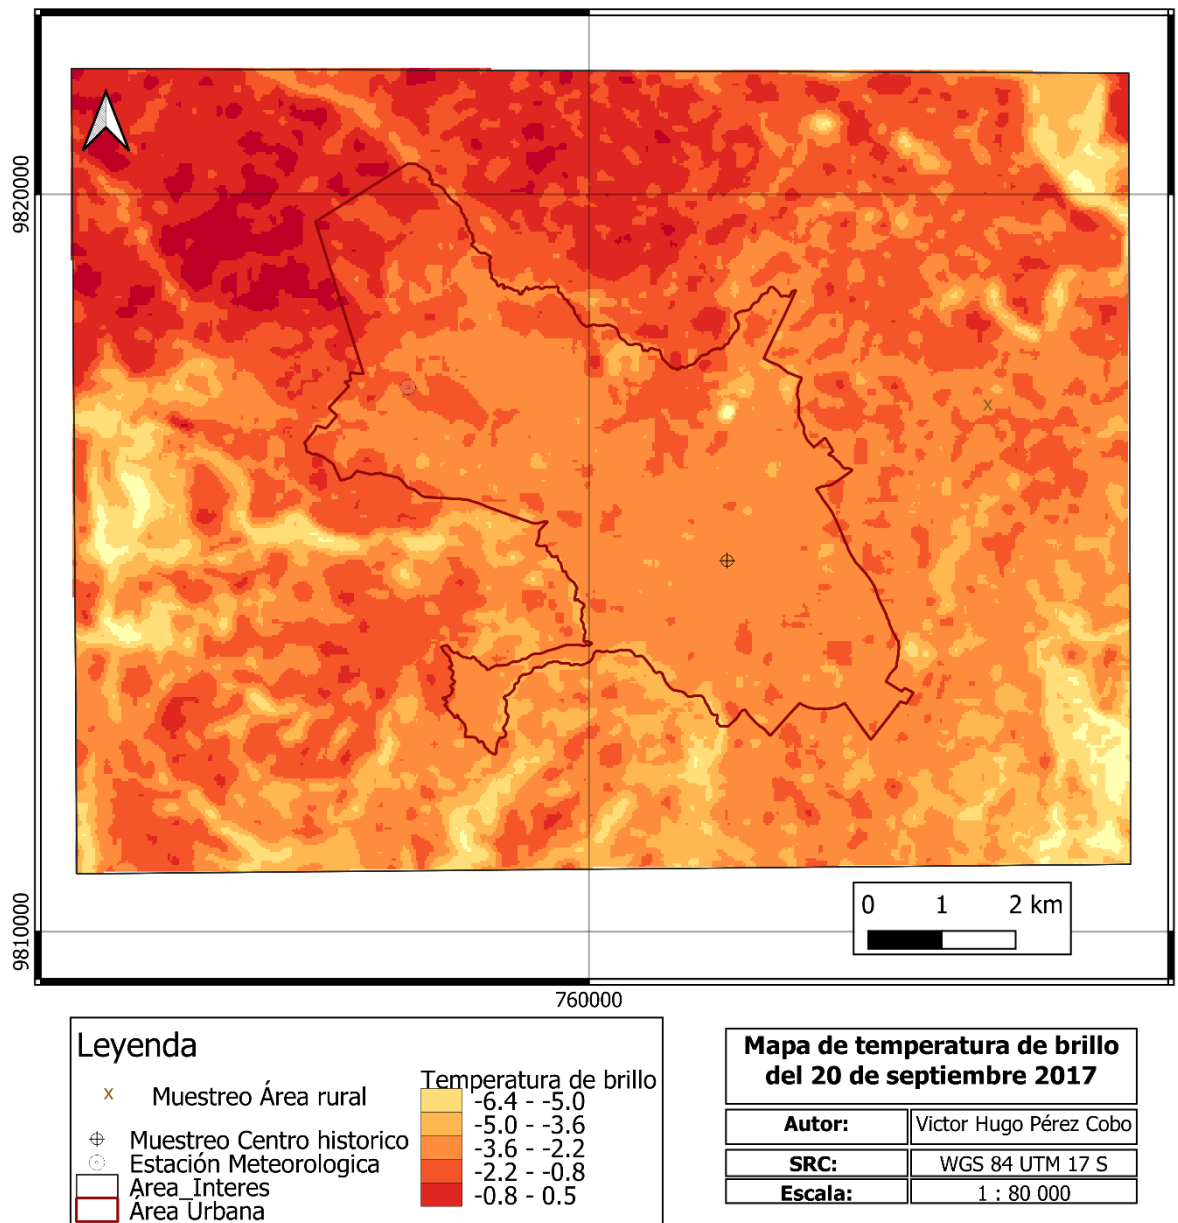 9820000
9810000
760000
0 1 2 km
Leyenda
x Muestreo Área rural
Muestreo Centro historico
Estación Meteorologica
Area_Interes
Área Urbana
Temperatura de brillo
-6.4 - -5.0
-5.0 - -3.6
-3.6 - -2.2
-2.2 - -0.8
-0.8 - 0.5
Mapa de temperatura de brillo
del 20 de septiembre 2017
Autor: Victor Hugo Pérez Cobo
SRC: WGS 84 UTM 17 S
Escala: 1 : 80 000